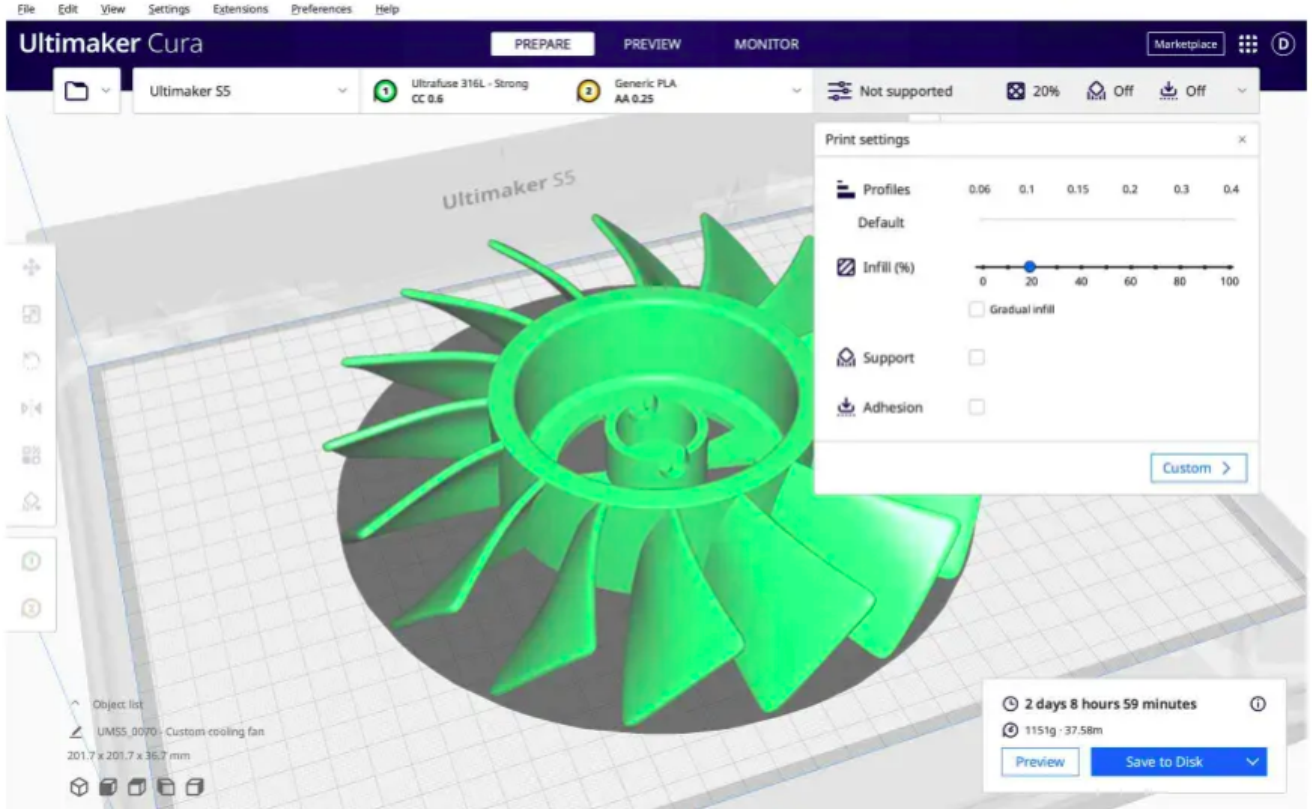 File Edit View Settings Extensions Preferences Help
Ultimaker Cura
PREPARE PREVIEW MONITOR
Marketplace
D
Ultimaker S5
1
Ultrafuse 316L - Strong
CC 0.6
2
Generic PLA
AA 0.25
Not supported
20%
Off
Off
Print settings
×
Profiles
0.06 0.1 0.15 0.2 0.3 0.4
Default
Infill (%)
0 20 40 60 80 100
Gradual infill
Support
Adhesion
Custom
Ultimaker S5
1
2
Object list
UMS5_0070 - Custom cooling fan
201.7 x 201.7 x 36.7 mm
2 days 8 hours 59 minutes
1151g · 37.58m
Preview
Save to Disk